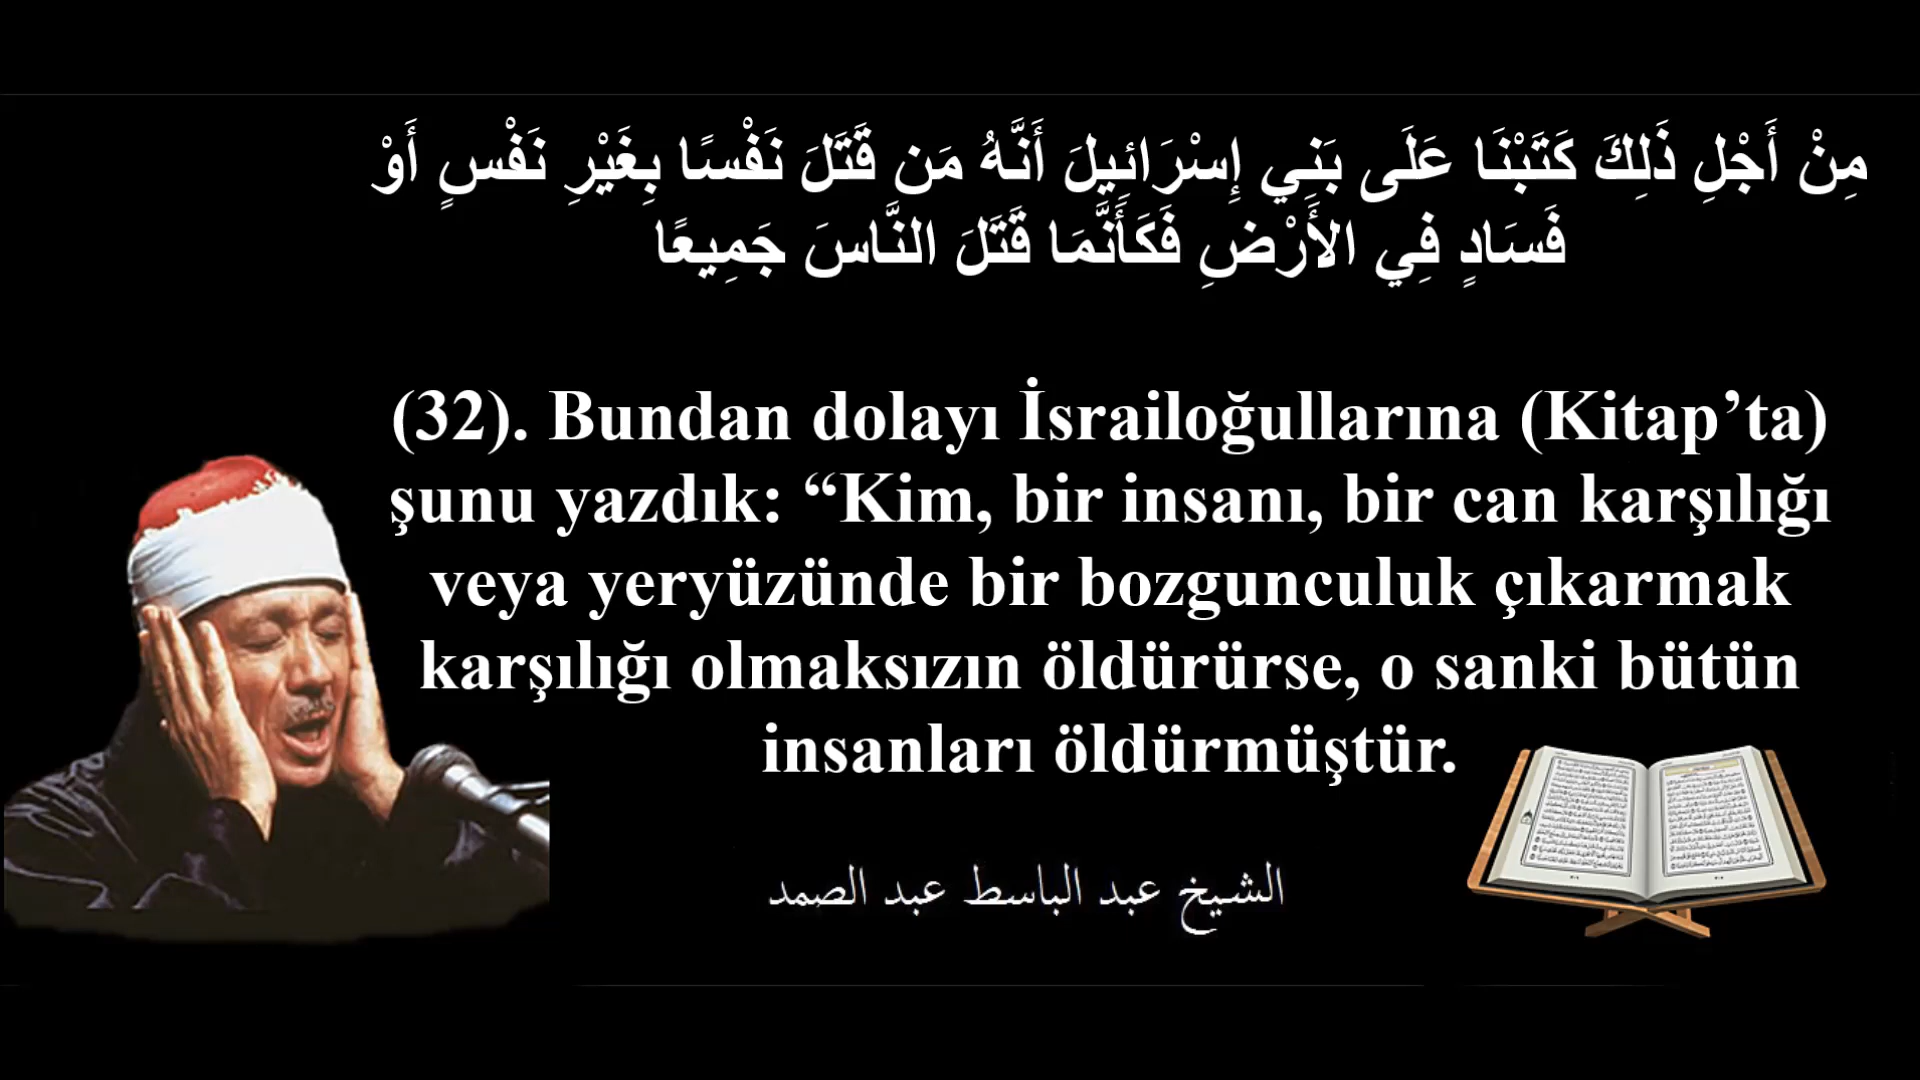 مِنْ أَجْلِ ذَلِكَ كَتَبْنَا عَلَى بَنِي إِسْرَائِيلَ أَنَّهُ مَن قَتَلَ نَفْسًا بِغَيْرِ نَفْسٍ أَوْ
فَسَادٍ فِي الأَرْضِ فَكَأَنَّمَا قَتَلَ النَّاسَ جَمِيعًا
(32). Bundan dolayı İsrailoğullarına (Kitap’ta)
şunu yazdık: “Kim, bir insanı, bir can karşılığı
veya yeryüzünde bir bozgunculuk çıkarmak
karşılığı olmaksızın öldürürse, o sanki bütün
insanları öldürmüştür.
الشيخ عبد الباسط عبد الصمد